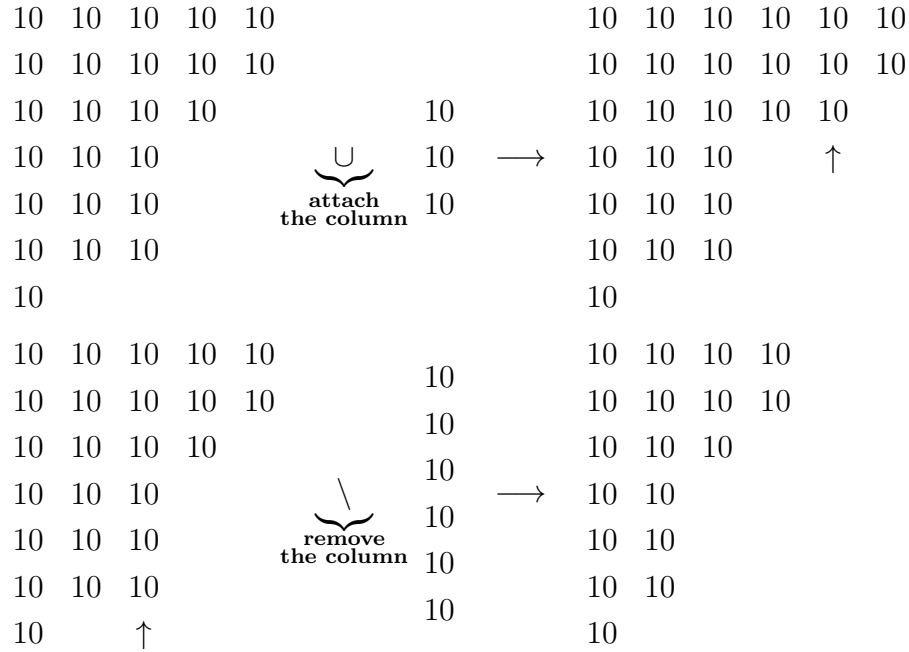 10 10 10 10 10 10 10 10 10 10 10
10 10 10 10 10 10 10 10 10 10 10
10 10 10 10 10 10 10 10 10 10
10 10 10 ∪ 10 → 10 10 10 ↑
10 10 10 attach 10 10 10 10
the column
10 10 10 10 10 10
10 10
10 10 10 10 10 10 10 10 10
10
10 10 10 10 10 10 10 10 10
10
10 10 10 10 10 10 10
10
10 10 10 \ → 10 10
10
10 10 10 remove 10 10
the column 10
10 10 10 10 10
10
10 ↑ 10